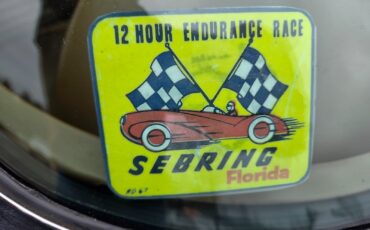 12 HOUR ENDURANCE RACE
SEBRING
Florida